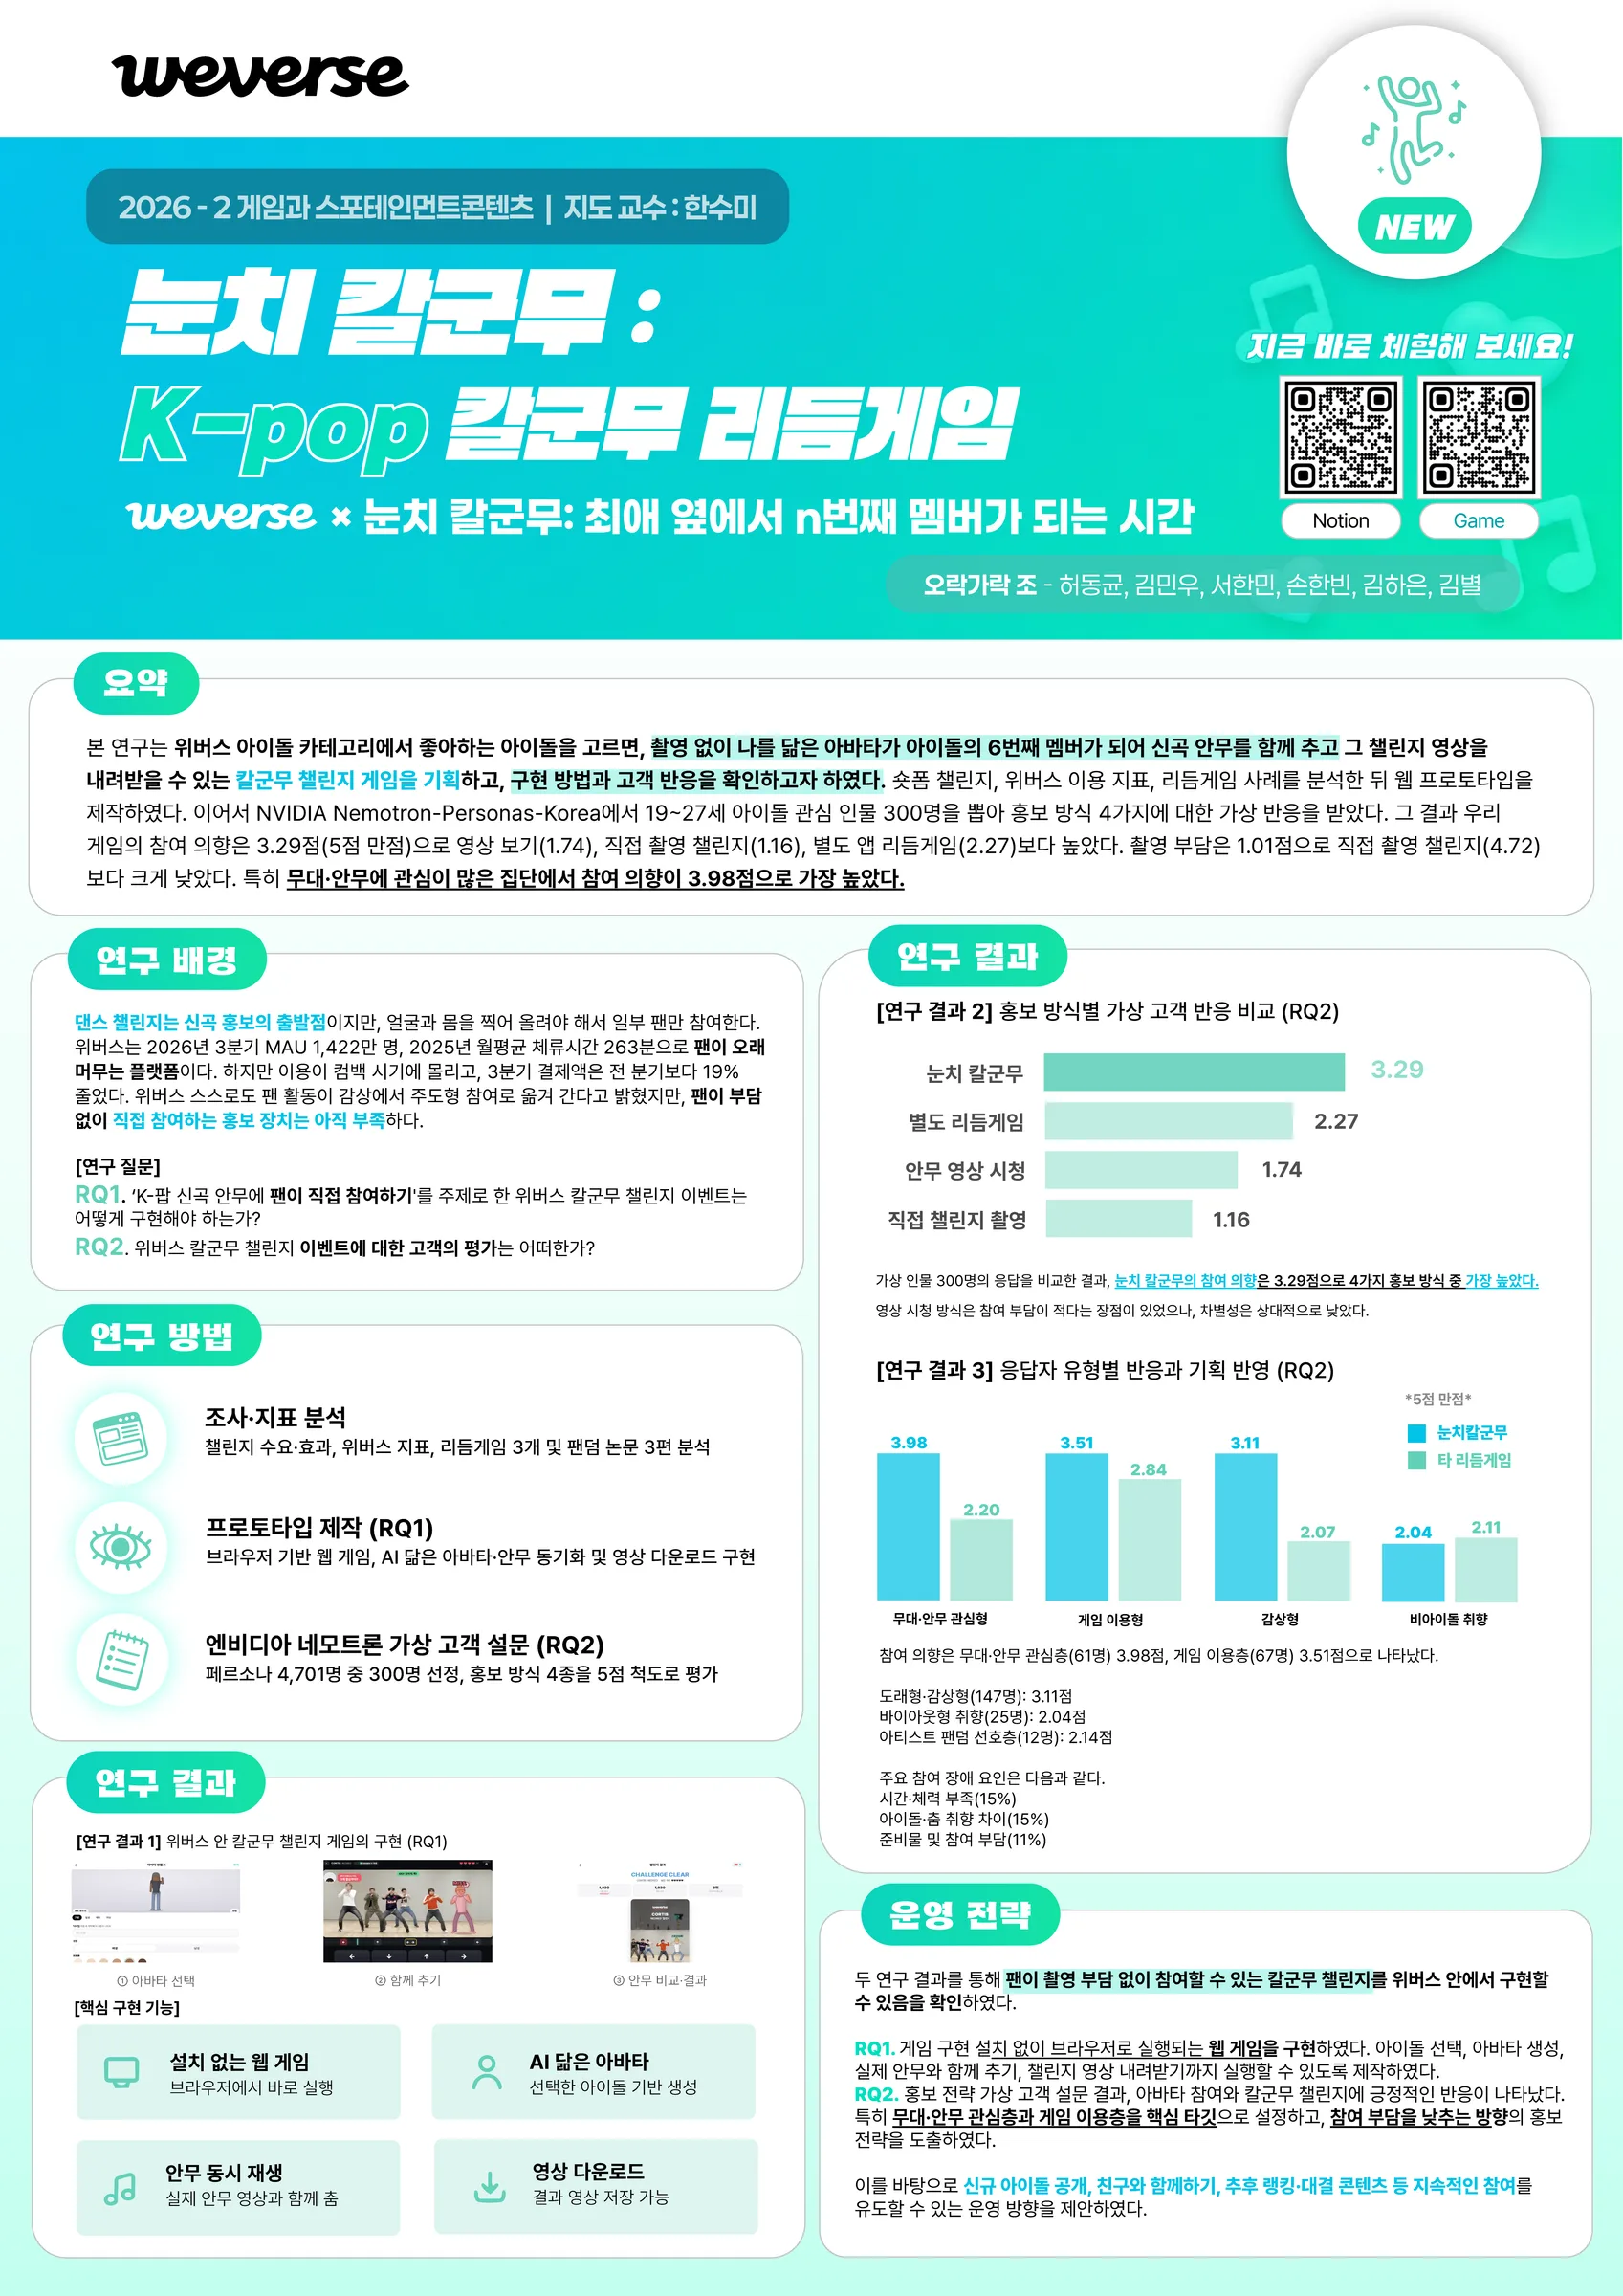 weverse
NEW
2026 - 2 게임과 스포테인먼트콘텐츠 | 지도 교수 : 한수미
눈치 칼군무 :
K-pop 칼군무 리듬게임
weverse × 눈치 칼군무: 최애 옆에서 n번째 멤버가 되는 시간
지금 바로 체험해 보세요!
Notion
Game
오락가락 조 - 허동균, 김민우, 서한민, 손한빈, 김하은, 김별
요약
본 연구는 위버스 아이돌 카테고리에서 좋아하는 아이돌을 고르면, 촬영 없이 나를 닮은 아바타가 아이돌의 6번째 멤버가 되어 신곡 안무를 함께 추고 그 챌린지 영상을
내려받을 수 있는 칼군무 챌린지 게임을 기획하고, 구현 방법과 고객 반응을 확인하고자 하였다. 숏폼 챌린지, 위버스 이용 지표, 리듬게임 사례를 분석한 뒤 웹 프로토타입을
제작하였다. 이어서 NVIDIA Nemotron-Personas-Korea에서 19~27세 아이돌 관심 인물 300명을 뽑아 홍보 방식 4가지에 대한 가상 반응을 받았다. 그 결과 우리
게임의 참여 의향은 3.29점(5점 만점)으로 영상 보기(1.74), 직접 촬영 챌린지(1.16), 별도 앱 리듬게임(2.27)보다 높았다. 촬영 부담은 1.01점으로 직접 촬영 챌린지(4.72)
보다 크게 낮았다. 특히 무대·안무에 관심이 많은 집단에서 참여 의향이 3.98점으로 가장 높았다.
연구 배경
댄스 챌린지는 신곡 홍보의 출발점이지만, 얼굴과 몸을 찍어 올려야 해서 일부 팬만 참여한다.
위버스는 2026년 3분기 MAU 1,422만 명, 2025년 월평균 체류시간 263분으로 팬이 오래
머무는 플랫폼이다. 하지만 이용이 컴백 시기에 몰리고, 3분기 결제액은 전 분기보다 19%
줄었다. 위버스 스스로도 팬 활동이 감상에서 주도형 참여로 옮겨 간다고 밝혔지만, 팬이 부담
없이 직접 참여하는 홍보 장치는 아직 부족하다.
[연구 질문]
RQ1. ‘K-팝 신곡 안무에 팬이 직접 참여하기'를 주제로 한 위버스 칼군무 챌린지 이벤트는
어떻게 구현해야 하는가?
RQ2. 위버스 칼군무 챌린지 이벤트에 대한 고객의 평가는 어떠한가?
연구 방법
조사·지표 분석
챌린지 수요·효과, 위버스 지표, 리듬게임 3개 및 팬덤 논문 3편 분석
프로토타입 제작 (RQ1)
브라우저 기반 웹 게임, AI 닮은 아바타·안무 동기화 및 영상 다운로드 구현
엔비디아 네모트론 가상 고객 설문 (RQ2)
페르소나 4,701명 중 300명 선정, 홍보 방식 4종을 5점 척도로 평가
연구 결과
[연구 결과 1] 위버스 안 칼군무 챌린지 게임의 구현 (RQ1)
CHALLENGE CLEAR
① 아바타 선택
② 함께 추기
③ 안무 비교·결과
[핵심 구현 기능]
설치 없는 웹 게임
브라우저에서 바로 실행
AI 닮은 아바타
선택한 아이돌 기반 생성
안무 동시 재생
실제 안무 영상과 함께 춤
영상 다운로드
결과 영상 저장 가능
연구 결과
[연구 결과 2] 홍보 방식별 가상 고객 반응 비교 (RQ2)
눈치 칼군무 3.29
별도 리듬게임 2.27
안무 영상 시청 1.74
직접 챌린지 촬영 1.16
가상 인물 300명의 응답을 비교한 결과, 눈치 칼군무의 참여 의향은 3.29점으로 4가지 홍보 방식 중 가장 높았다.
영상 시청 방식은 참여 부담이 적다는 장점이 있었으나, 차별성은 상대적으로 낮았다.
[연구 결과 3] 응답자 유형별 반응과 기획 반영 (RQ2)
*5점 만점*
눈치칼군무
타 리듬게임
3.98 2.20
3.51 2.84
3.11 2.07
2.04 2.11
무대·안무 관심형
게임 이용형
감상형
비아이돌 취향
참여 의향은 무대·안무 관심층(61명) 3.98점, 게임 이용층(67명) 3.51점으로 나타났다.
도래형·감상형(147명): 3.11점
바이아웃형 취향(25명): 2.04점
아티스트 팬덤 선호층(12명): 2.14점
주요 참여 장애 요인은 다음과 같다.
시간·체력 부족(15%)
아이돌·춤 취향 차이(15%)
준비물 및 참여 부담(11%)
운영 전략
두 연구 결과를 통해 팬이 촬영 부담 없이 참여할 수 있는 칼군무 챌린지를 위버스 안에서 구현할
수 있음을 확인하였다.
RQ1. 게임 구현 설치 없이 브라우저로 실행되는 웹 게임을 구현하였다. 아이돌 선택, 아바타 생성,
실제 안무와 함께 추기, 챌린지 영상 내려받기까지 실행할 수 있도록 제작하였다.
RQ2. 홍보 전략 가상 고객 설문 결과, 아바타 참여와 칼군무 챌린지에 긍정적인 반응이 나타났다.
특히 무대·안무 관심층과 게임 이용층을 핵심 타깃으로 설정하고, 참여 부담을 낮추는 방향의 홍보
전략을 도출하였다.
이를 바탕으로 신규 아이돌 공개, 친구와 함께하기, 추후 랭킹·대결 콘텐츠 등 지속적인 참여를
유도할 수 있는 운영 방향을 제안하였다.